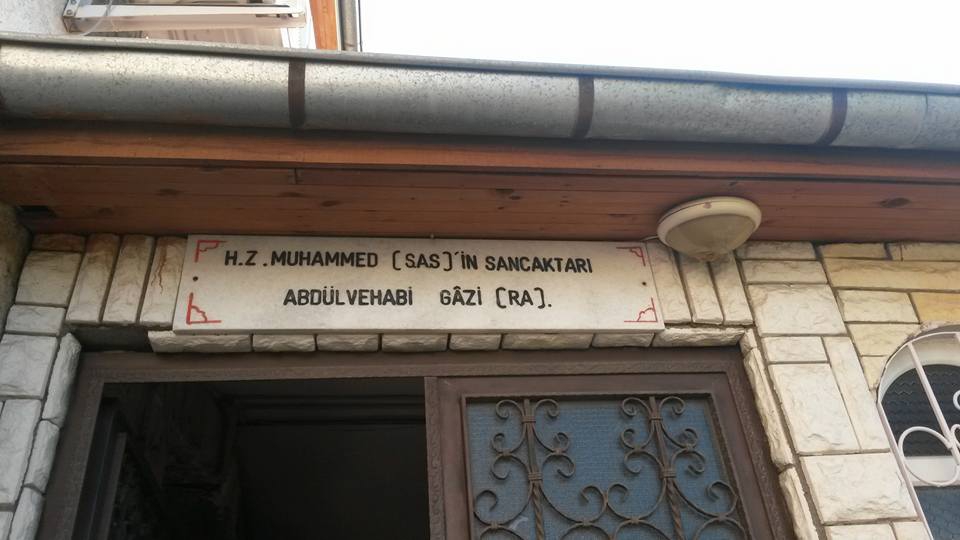 H.Z.MUHAMMED (SAS)'İN SANCAKTARI
ABDÜLVEHABİ GÂZİ (RA).